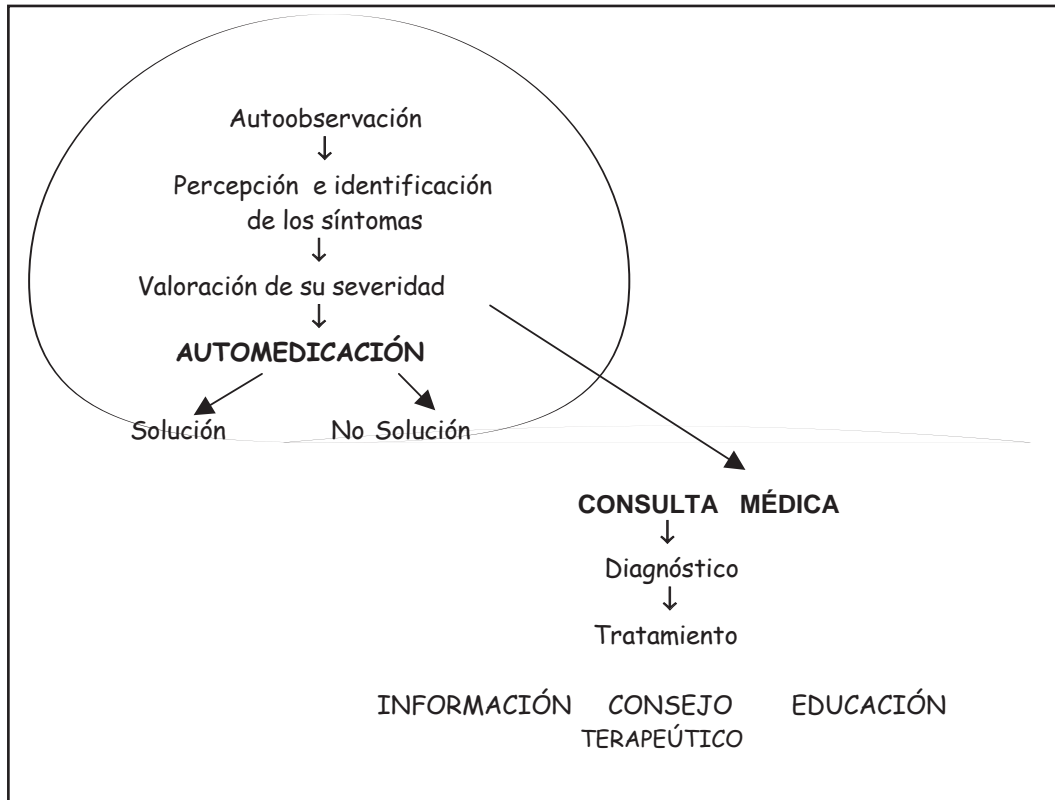 Autoobservación
Percepción e identificación
de los síntomas
Valoración de su severidad
AUTOMEDICACIÓN
Solución
No Solución
CONSULTA MÉDICA
Diagnóstico
Tratamiento
INFORMACIÓN CONSEJO EDUCACIÓN
TERAPEÚTICO